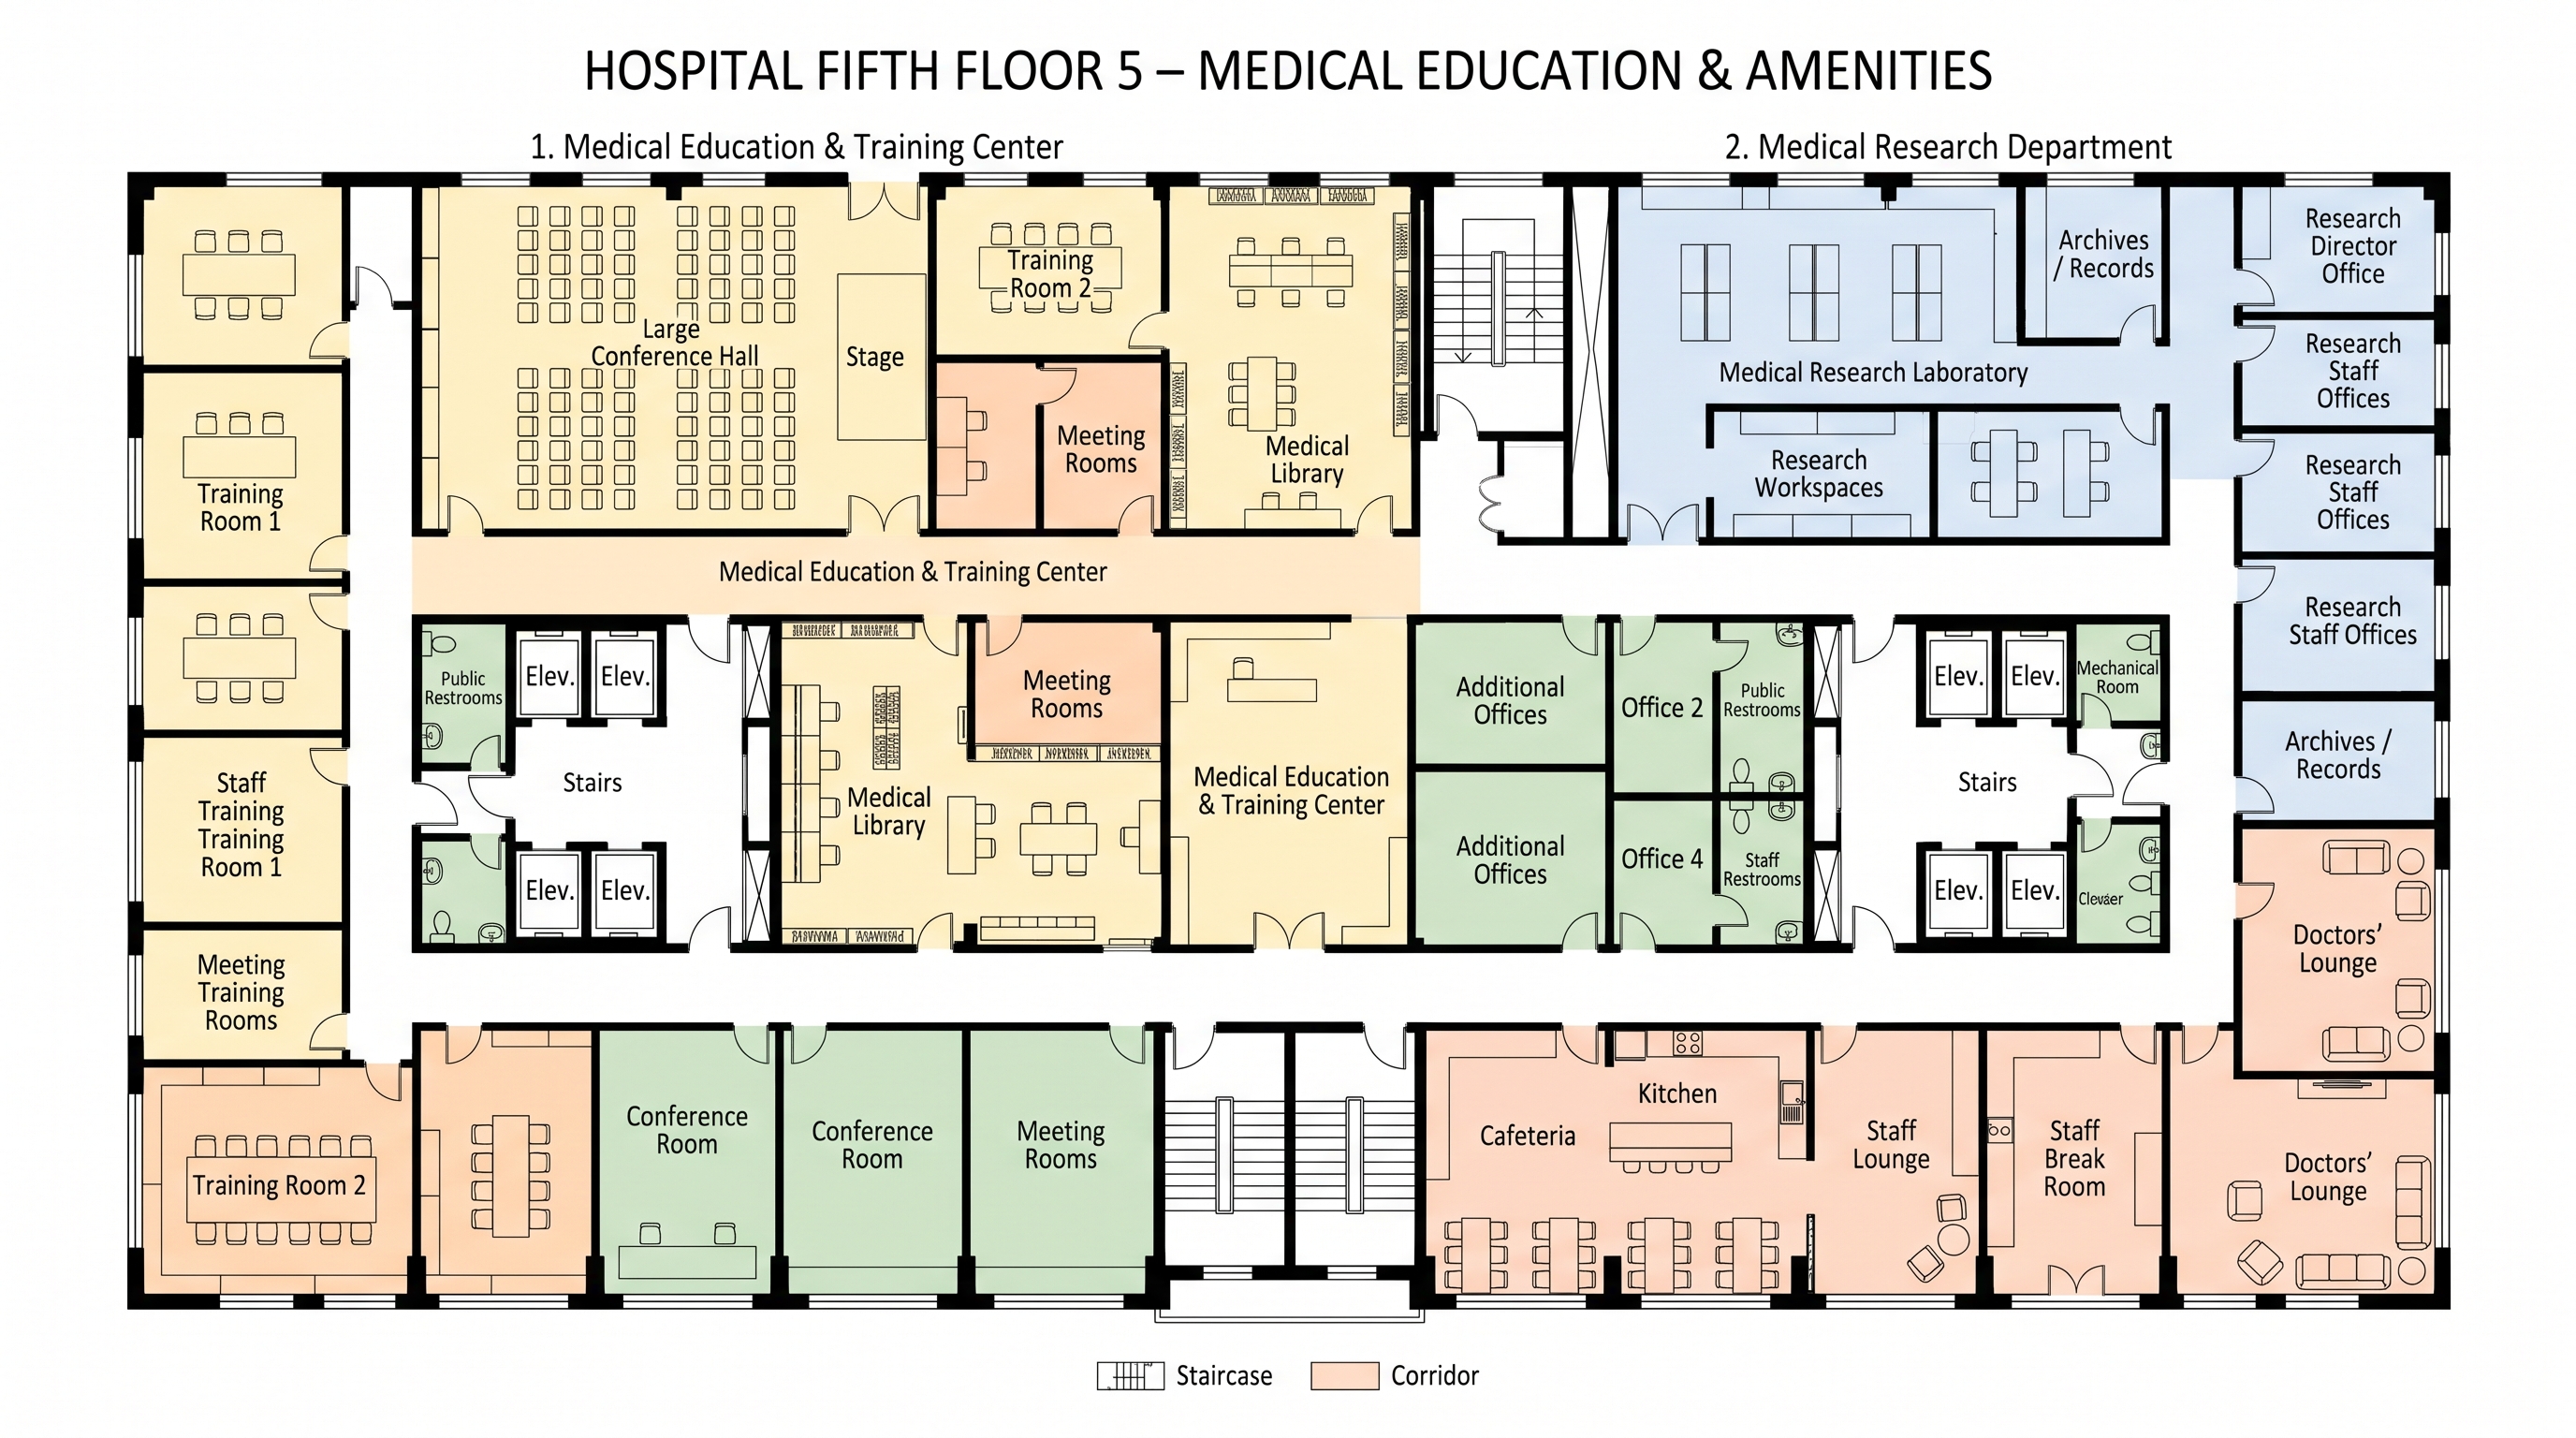 HOSPITAL FIFTH FLOOR 5 – MEDICAL EDUCATION & AMENITIES
1. Medical Education & Training Center
2. Medical Research Department
Large
Conference Hall
Stage
Training
Room 2
Meeting
Rooms
Medical
Library
Medical Research Laboratory
Archives
/ Records
Research
Director
Office
Research
Staff
Offices
Research
Workspaces
Research
Staff
Offices
Training
Room 1
Medical Education & Training Center
Research
Staff Offices
Public
Restrooms
Elev.
Elev.
Stairs
Elev.
Elev.
Medical
Library
Meeting
Rooms
Medical Education
& Training Center
Additional
Offices
Additional
Offices
Office 2
Public
Restrooms
Office 4
Staff
Restrooms
Elev.
Elev.
Mechanical
Room
Stairs
Elev.
Elev.
Archives /
Records
Staff
Training
Training
Room 1
Meeting
Training
Rooms
Doctors’
Lounge
Training Room 2
Conference
Room
Conference
Room
Meeting
Rooms
Cafeteria
Kitchen
Staff
Lounge
Staff
Break
Room
Doctors’
Lounge
Staircase
Corridor